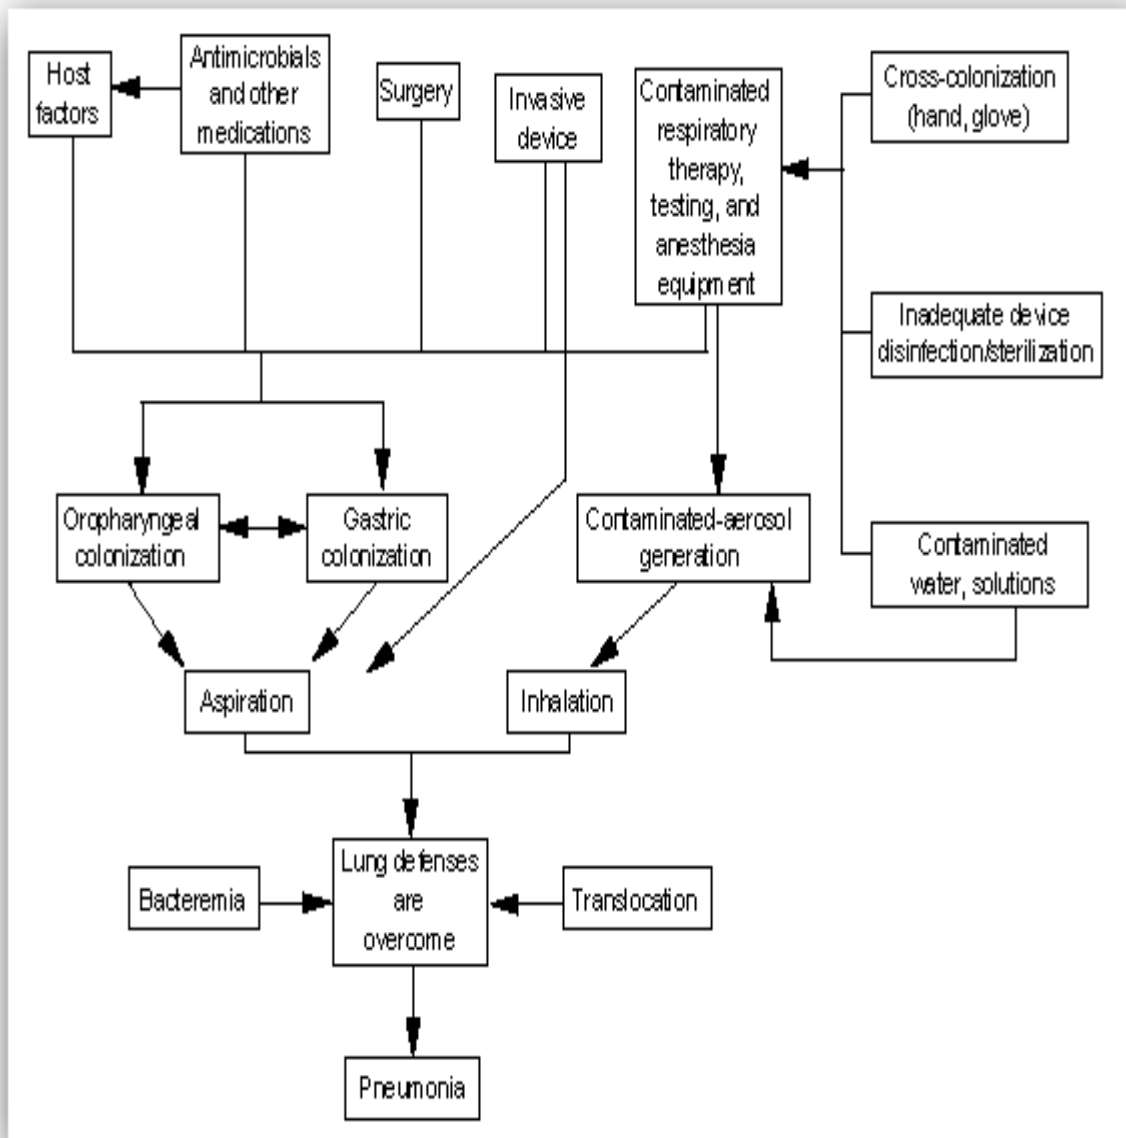 Host
factors
Antimicrobials
and other
medications
Surgery
Invasive
device
Contaminated
respiratory
therapy,
testing, and
anesthesia
equipment
Cross-colonization
(hand, glove)
Inadequate device
disinfection/sterilization
Oropharyngeal
colonization
Gastric
colonization
Contaminated-aerosol
generation
Contaminated
water, solutions
Aspiration
Inhalation
Bacteremia
Lung defenses
are
overcome
Translocation
Pneumonia